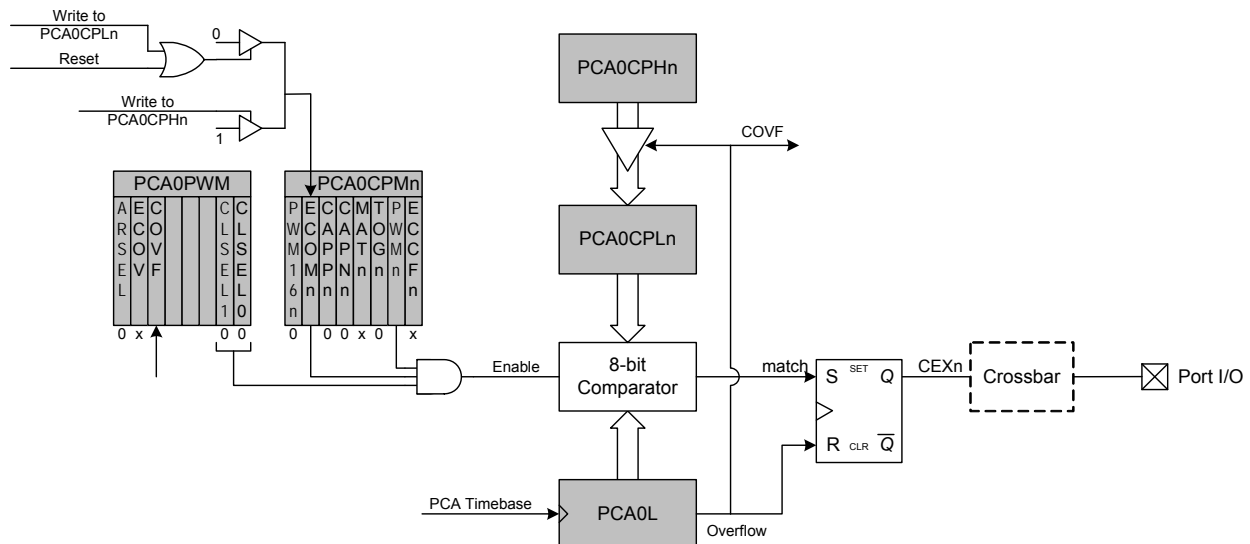 Write to
PCA0CPLn
Reset
0
Write to
PCA0CPHn
1
PCA0CPHn
COVF
PCA0PWM
ARSEL
ECOV
COVF
CLSEL1
CLSEL0
0
x
0
0
PCA0CPMn
PWM16n
ECOMn
CAPPn
CAPNn
MATn
TOGn
PWMn
ECCFn
0
0
0
x
0
x
PCA0CPLn
Enable
8-bit
Comparator
match
S
SET
Q
R
CLR
Q
CEXn
Crossbar
Port I/O
PCA Timebase
PCA0L
Overflow